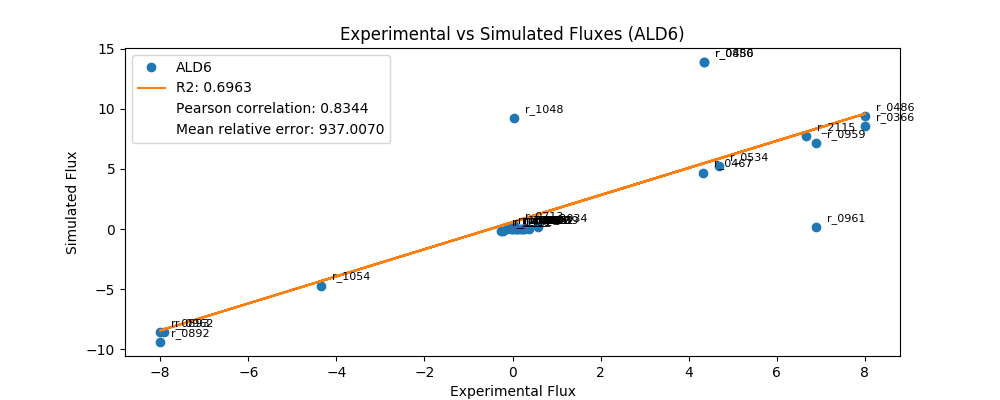 Experimental vs Simulated Fluxes (ALD6)
ALD6
R2: 0.6963
Pearson correlation: 0.8344
Mean relative error: 937.0070
Simulated Flux
15
10
5
0
−5
−10
r_1048
r_0486
r_0366
r_2115
r_0959
r_0534
r_0467
r_0961
r_0713
r_1054
r_0892
−8
−6
−4
−2
0
2
4
6
8
Experimental Flux